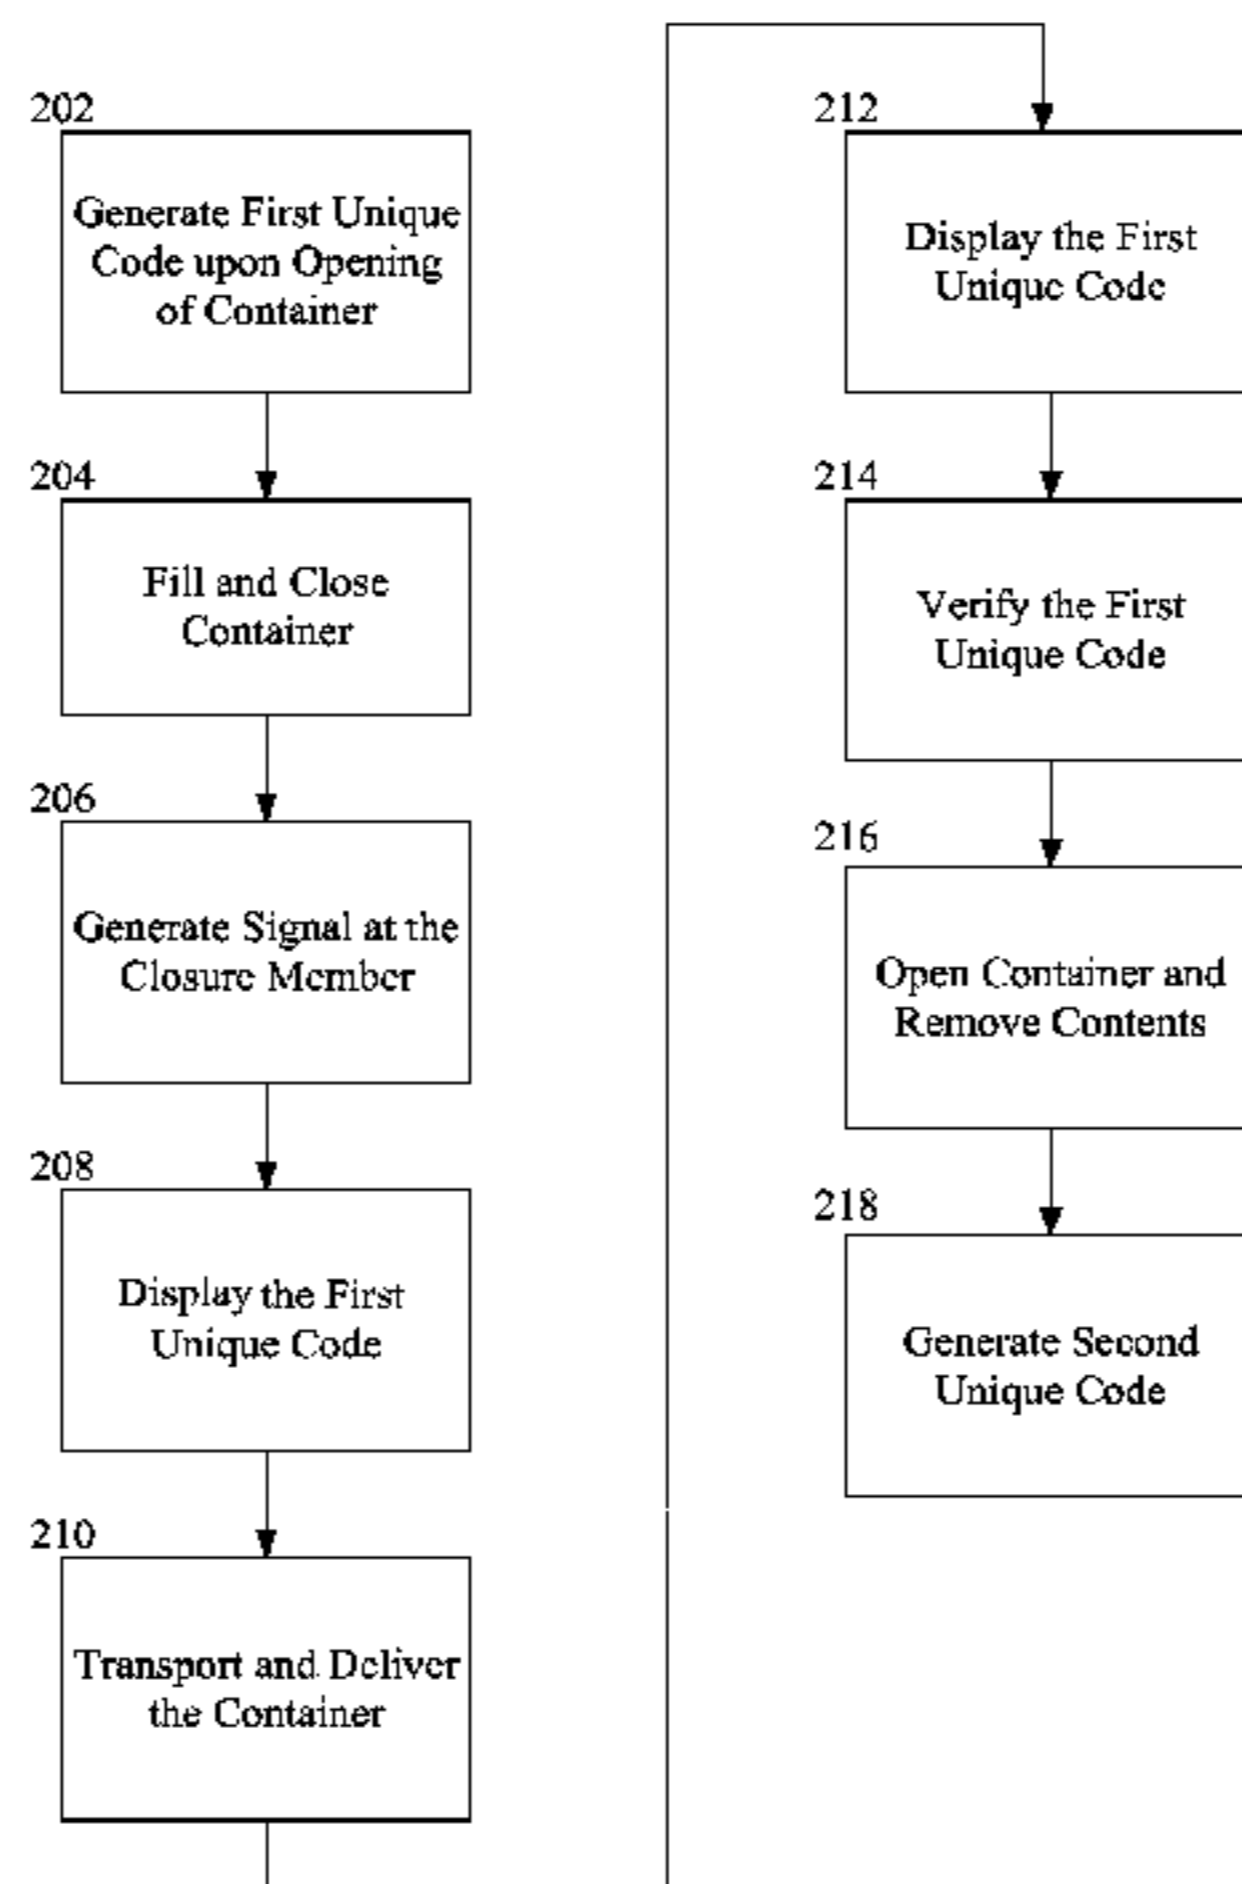 202
Generate First Unique
Code upon Opening
of Container
204
Fill and Close
Container
206
Generate Signal at the
Closure Member
208
Display the First
Unique Code
210
Transport and Deliver
the Container
212
Display the First
Unique Code
214
Verify the First
Unique Code
216
Open Container and
Remove Contents
218
Generate Second
Unique Code